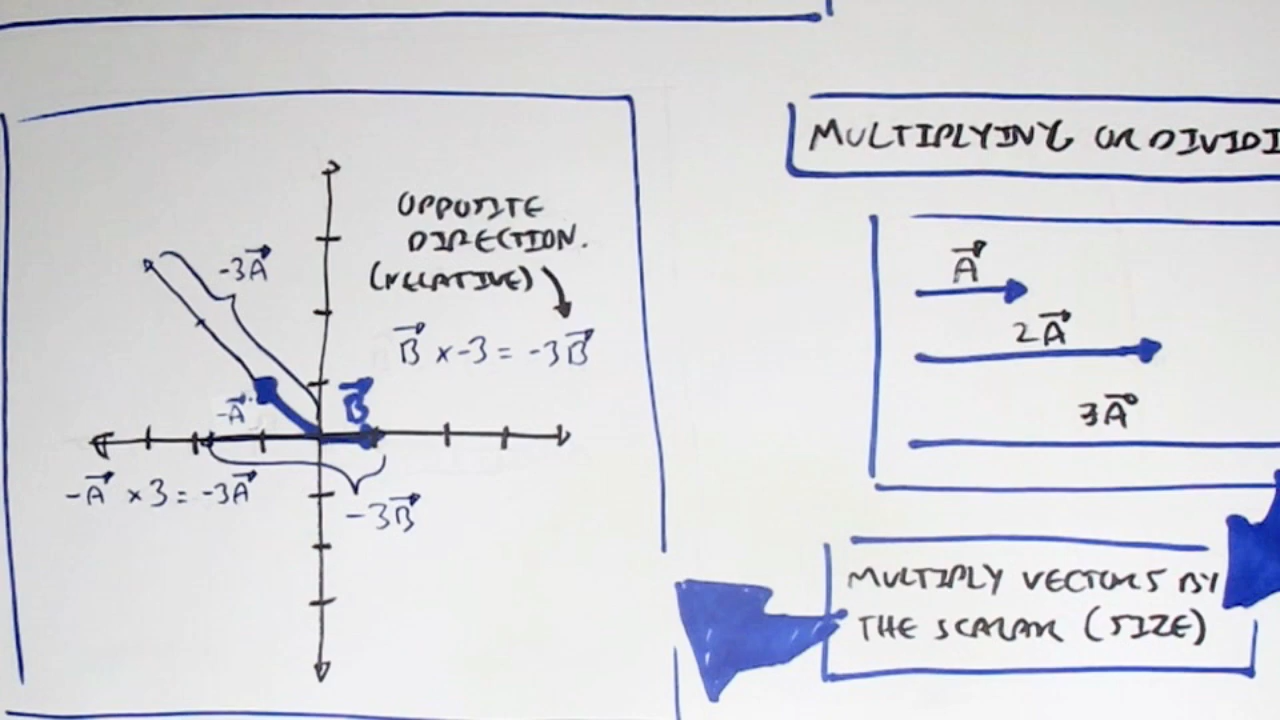 OPPOSITE
DIRECTION.
(RELATIVE)
-3A
B x -3 = -3B
-A
B
-A x 3 = -3A
-3B
MULTIPLYING OR DIVIDI
A
2A
3A
MULTIPLY VECTORS BY
THE SCALAR (SIZE)